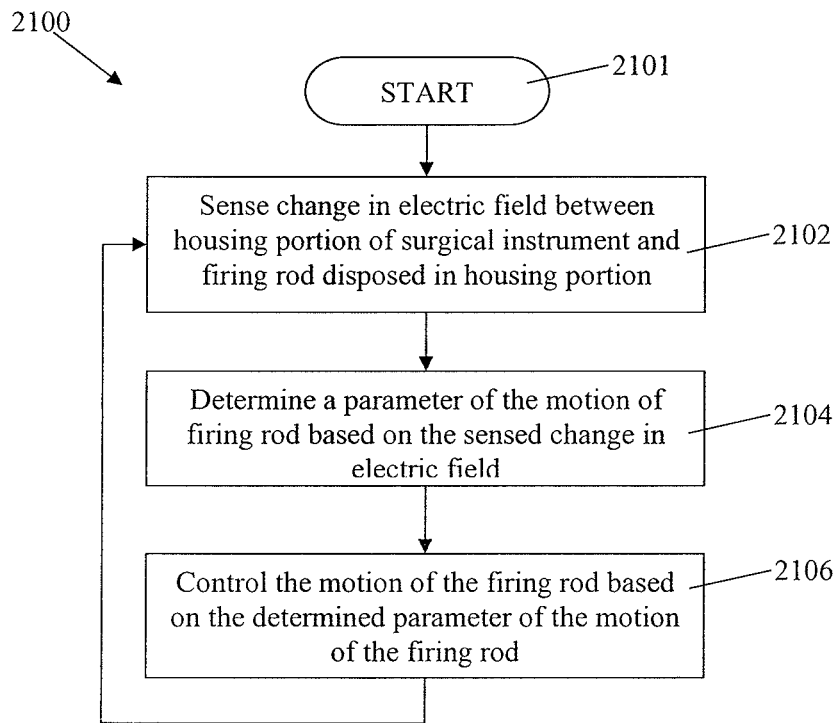 2100
START
2101
Sense change in electric field between
housing portion of surgical instrument and
firing rod disposed in housing portion
2102
Determine a parameter of the motion of
firing rod based on the sensed change in
electric field
2104
Control the motion of the firing rod based
on the determined parameter of the motion
of the firing rod
2106